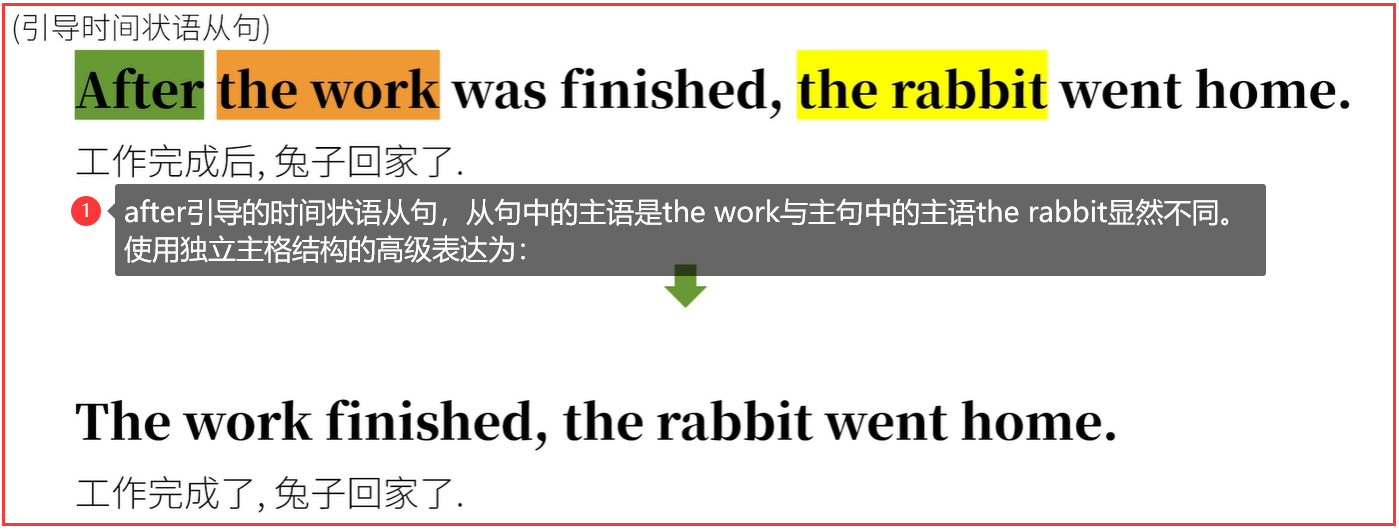 (引导时间状语从句)
After the work was finished, the rabbit went home.
工作完成后, 兔子回家了.
1
after引导的时间状语从句，从句中的主语是the work与主句中的主语the rabbit显然不同。
使用独立主格结构的高级表达为：
The work finished, the rabbit went home.
工作完成了, 兔子回家了.